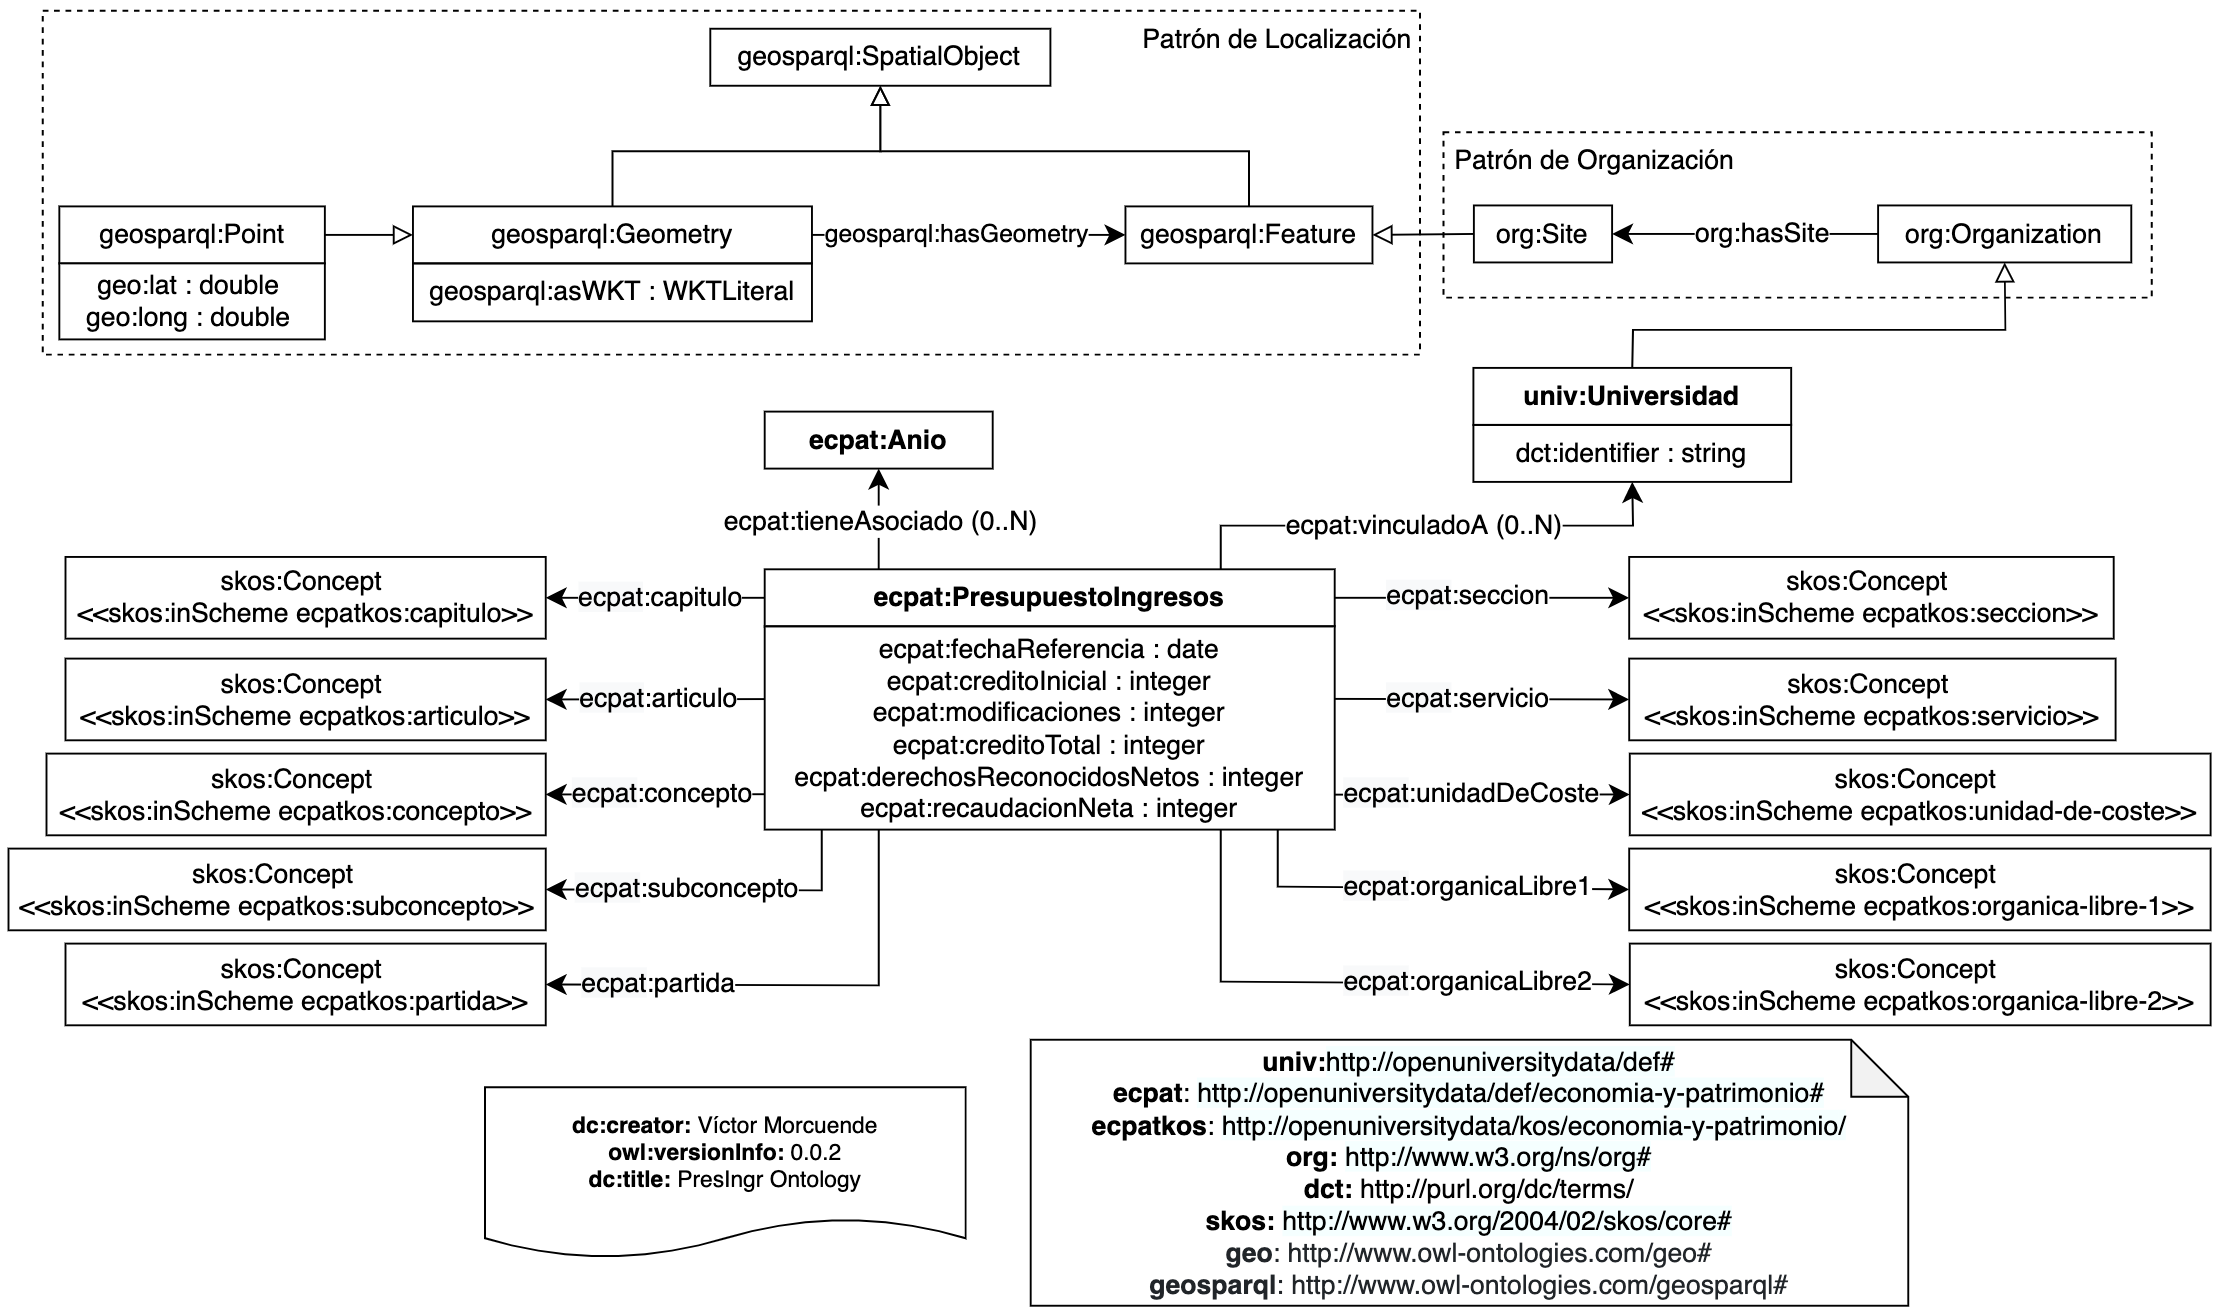 geosparql:SpatialObject
Patrón de Localización
Patrón de Organización
geosparql:Point
geo:lat : double
geo:long : double
geosparql:Geometry
geosparql:asWKT : WKTLiteral
geosparql:hasGeometry
geosparql:Feature
org:Site
org:hasSite
org:Organization
univ:Universidad
dct:identifier : string
ecpat:Anio
ecpat:tieneAsociado (0..N)
ecpat:vinculadoA (0..N)
skos:Concept
<<skos:inScheme ecpatkos:capitulo>>
ecpat:capitulo
skos:Concept
<<skos:inScheme ecpatkos:articulo>>
ecpat:articulo
skos:Concept
<<skos:inScheme ecpatkos:concepto>>
ecpat:concepto
skos:Concept
<<skos:inScheme ecpatkos:subconcepto>>
ecpat:subconcepto
skos:Concept
<<skos:inScheme ecpatkos:partida>>
ecpat:partida
ecpat:PresupuestoIngresos
ecpat:fechaReferencia : date
ecpat:creditoInicial : integer
ecpat:modificaciones : integer
ecpat:creditoTotal : integer
ecpat:derechosReconocidosNetos : integer
ecpat:recaudacionNeta : integer
ecpat:seccion
skos:Concept
<<skos:inScheme ecpatkos:seccion>>
ecpat:servicio
skos:Concept
<<skos:inScheme ecpatkos:servicio>>
ecpat:unidadDeCoste
skos:Concept
<<skos:inScheme ecpatkos:unidad-de-coste>>
ecpat:organicaLibre1
skos:Concept
<<skos:inScheme ecpatkos:organica-libre-1>>
ecpat:organicaLibre2
skos:Concept
<<skos:inScheme ecpatkos:organica-libre-2>>
dc:creator: Víctor Morcuende
owl:versionInfo: 0.0.2
dc:title: PresIngr Ontology
univ:http://openuniversitydata/def#
ecpat: http://openuniversitydata/def/economia-y-patrimonio#
ecpatkos: http://openuniversitydata/kos/economia-y-patrimonio/
org: http://www.w3.org/ns/org#
dct: http://purl.org/dc/terms/
skos: http://www.w3.org/2004/02/skos/core#
geo: http://www.owl-ontologies.com/geo#
geosparql: http://www.owl-ontologies.com/geosparql#